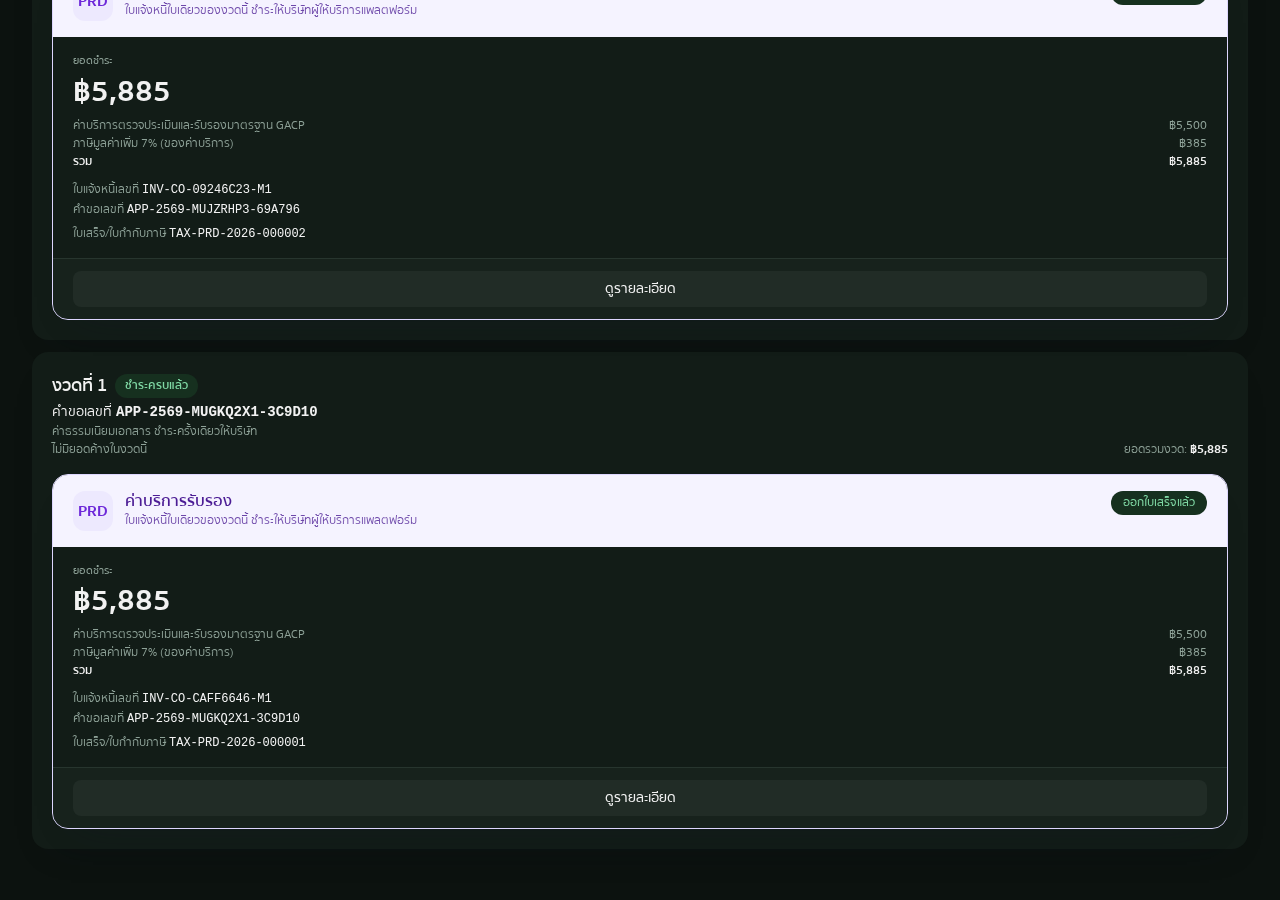 PRD
ใบแจ้งหนี้ใบเดียวของงวดนี้ ชำระให้บริษัทผู้ให้บริการแพลตฟอร์ม
ยอดชำระ
฿5,885
ค่าบริการตรวจประเมินและรับรองมาตรฐาน GACP ฿5,500
ภาษีมูลค่าเพิ่ม 7% (ของค่าบริการ) ฿385
รวม ฿5,885
ใบแจ้งหนี้เลขที่ INV-CO-09246C23-M1
คำขอเลขที่ APP-2569-MUJZRHP3-69A796
ใบเสร็จ/ใบกำกับภาษี TAX-PRD-2026-000002
ดูรายละเอียด
งวดที่ 1 ชำระครบแล้ว
คำขอเลขที่ APP-2569-MUGKQ2X1-3C9D10
ค่าธรรมเนียมเอกสาร ชำระครั้งเดียวให้บริษัท
ไม่มียอดค้างในงวดนี้ ยอดรวมงวด: ฿5,885
PRD ค่าบริการรับรอง ออกใบเสร็จแล้ว
ใบแจ้งหนี้ใบเดียวของงวดนี้ ชำระให้บริษัทผู้ให้บริการแพลตฟอร์ม
ยอดชำระ
฿5,885
ค่าบริการตรวจประเมินและรับรองมาตรฐาน GACP ฿5,500
ภาษีมูลค่าเพิ่ม 7% (ของค่าบริการ) ฿385
รวม ฿5,885
ใบแจ้งหนี้เลขที่ INV-CO-CAFF6646-M1
คำขอเลขที่ APP-2569-MUGKQ2X1-3C9D10
ใบเสร็จ/ใบกำกับภาษี TAX-PRD-2026-000001
ดูรายละเอียด